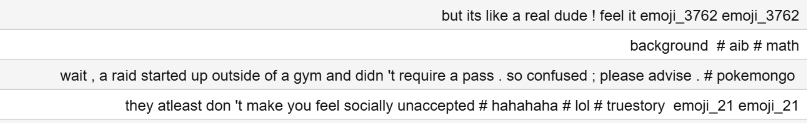 but its like a real dude ! feel it emoji_3762 emoji_3762
background # aib # math
wait , a raid started up outside of a gym and didn 't require a pass . so confused ; please advise . # pokemongo
they atleast don 't make you feel socially unaccepted # hahahaha # lol # truestory emoji_21 emoji_21